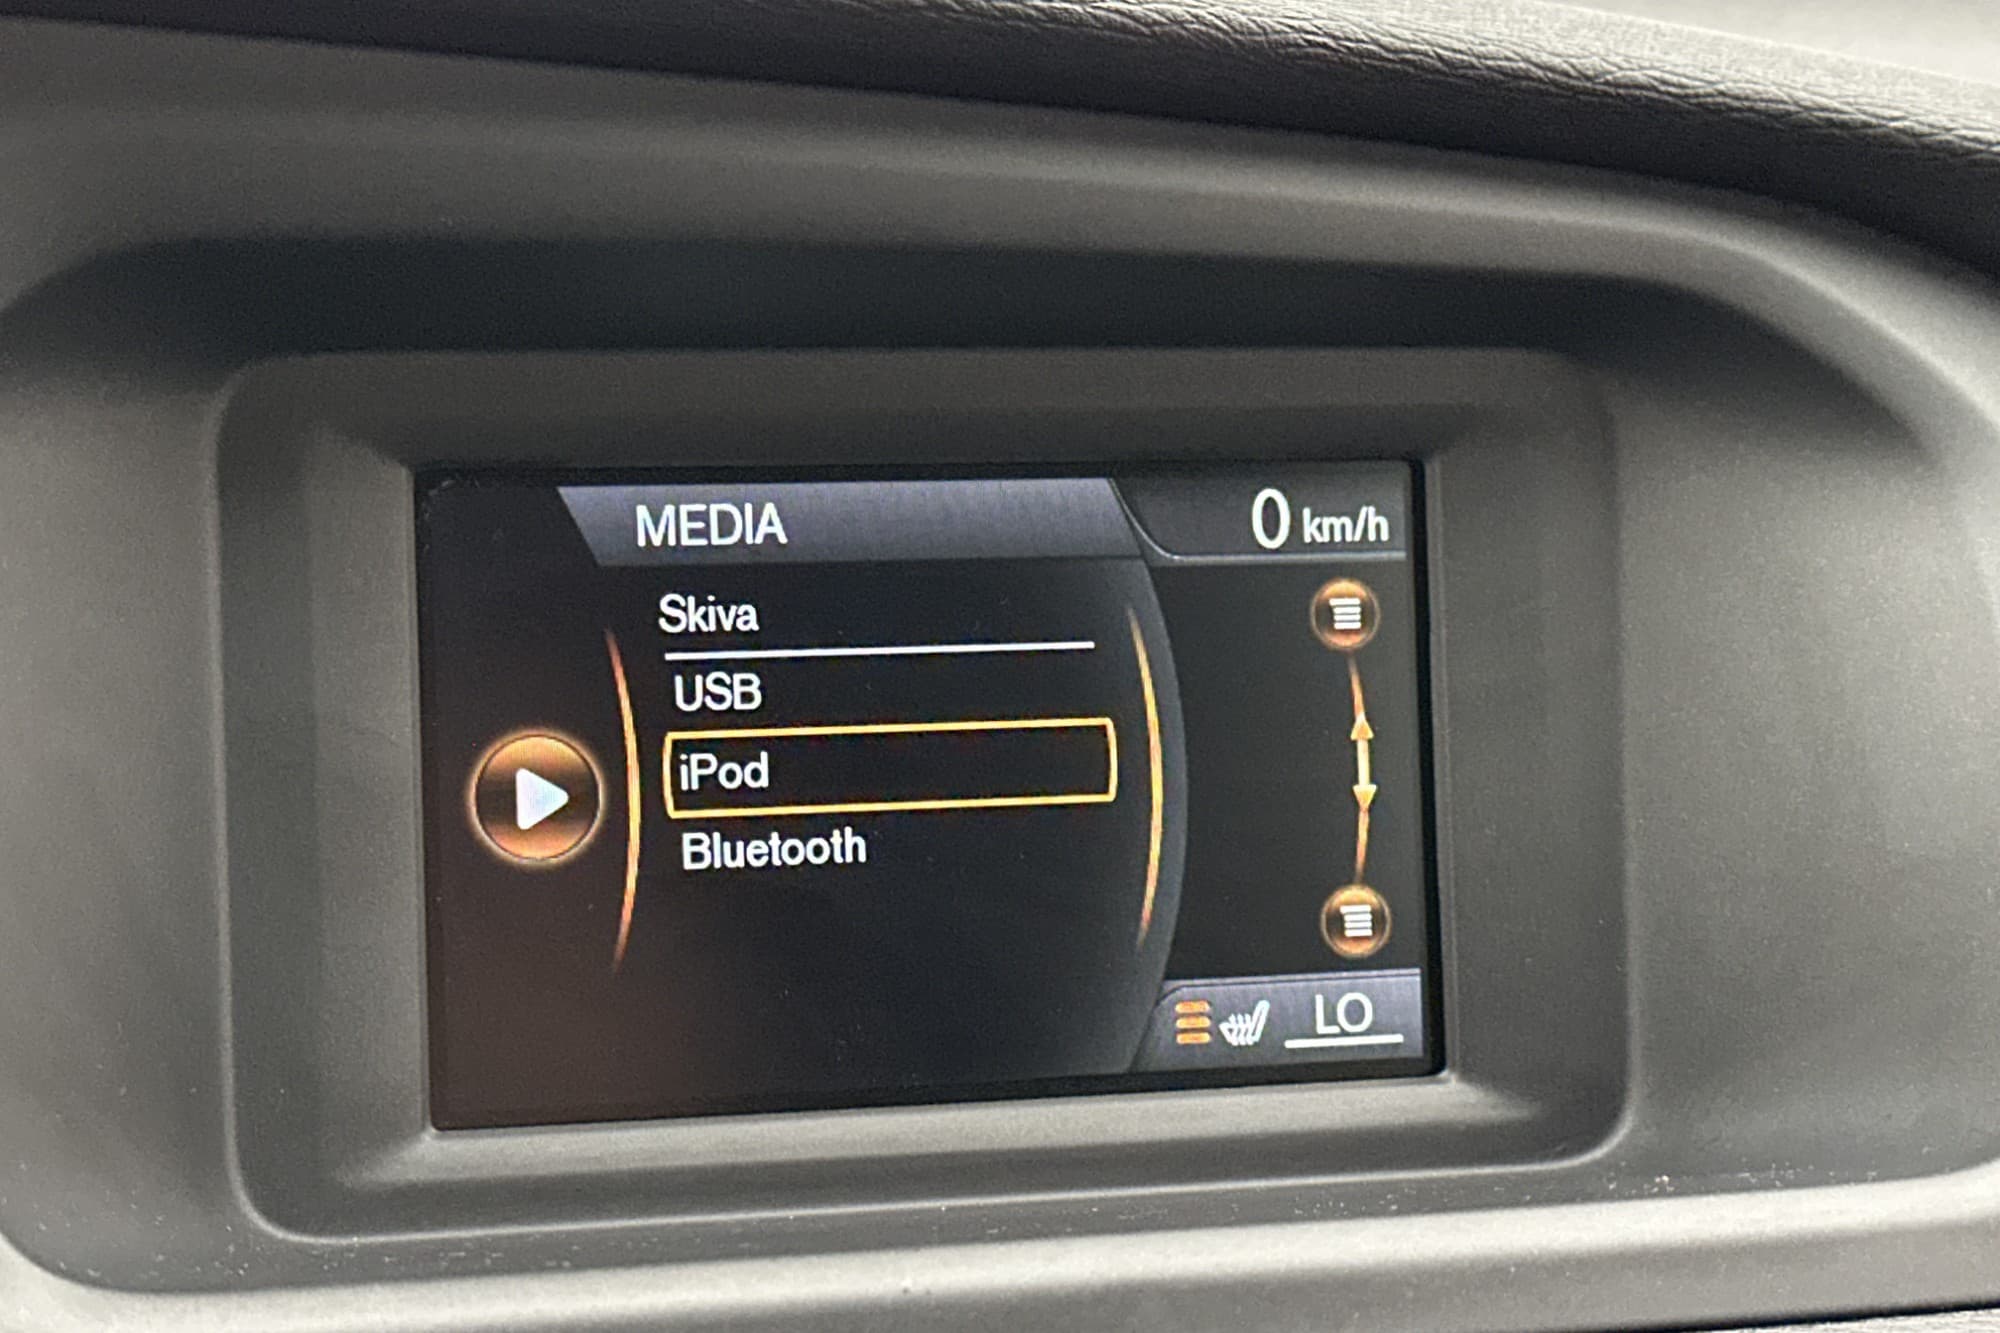 MEDIA
0 km/h
Skiva
USB
iPod
Bluetooth
LO